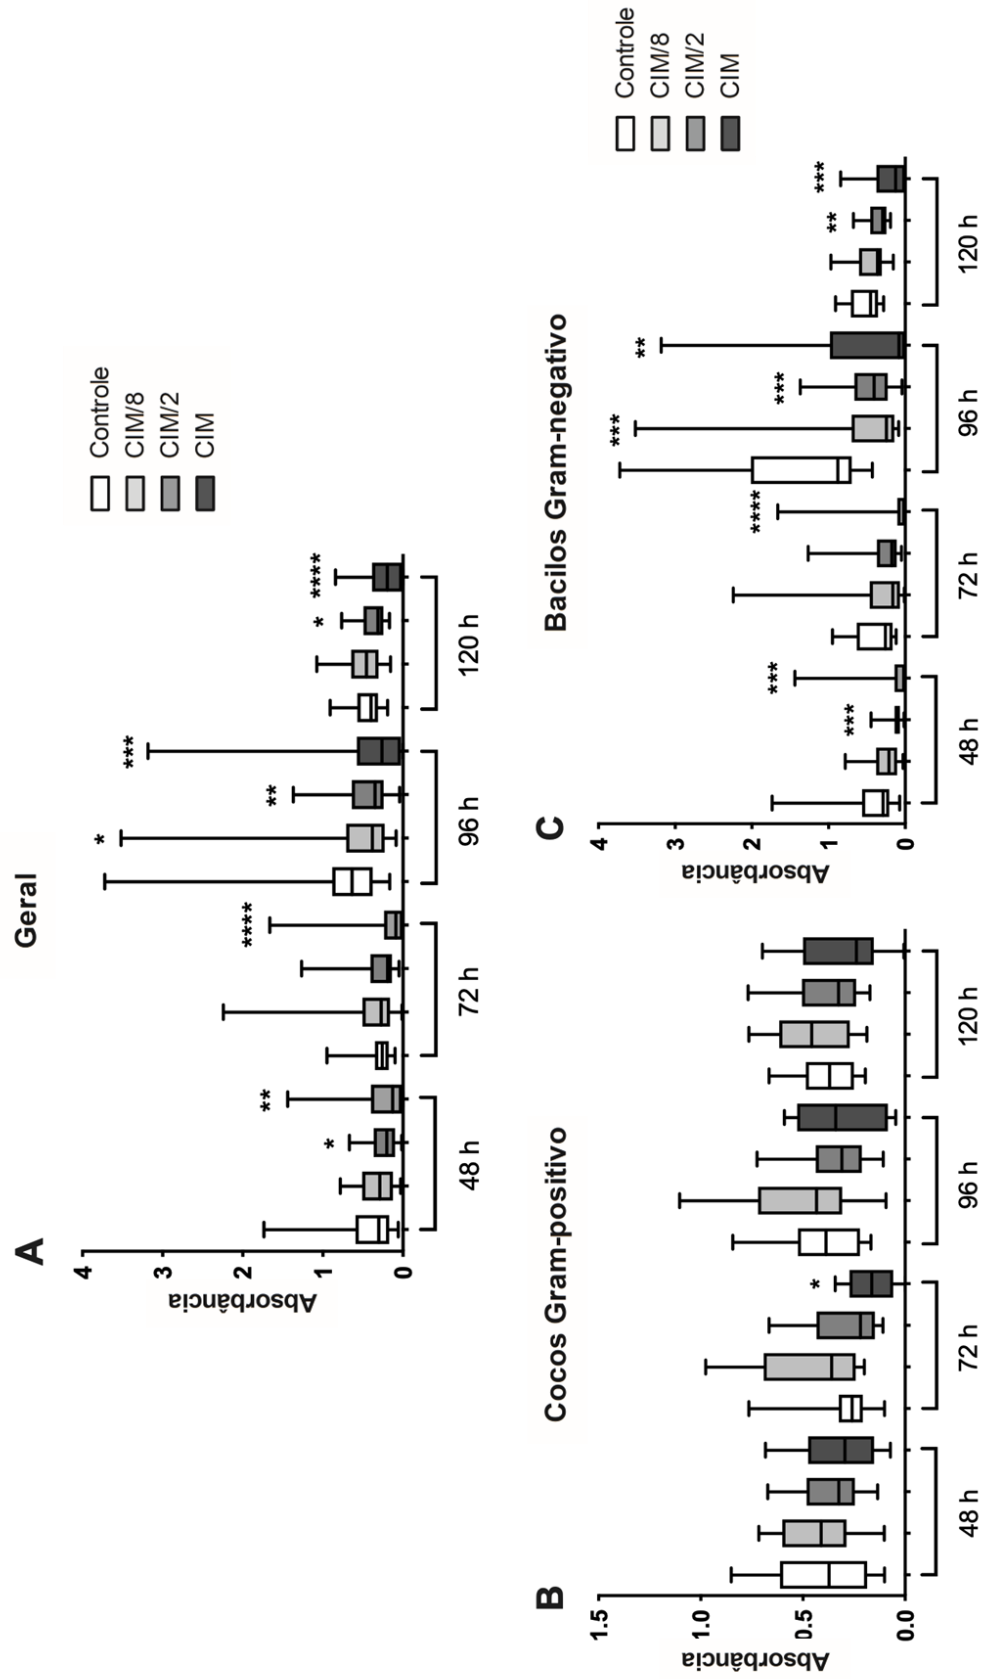 A
Geral
Absorbância
4
3
2
1
0
*
**
****
*
**
***
*
****
48 h
72 h
96 h
120 h
Controle
CIM/8
CIM/2
CIM
B
Cocos Gram-positivo
Absorbância
1.5
1.0
0.5
0.0
*
48 h
72 h
96 h
120 h
C
Bacilos Gram-negativo
Absorbância
4
3
2
1
0
***
***
****
***
***
**
**
***
48 h
72 h
96 h
120 h
Controle
CIM/8
CIM/2
CIM